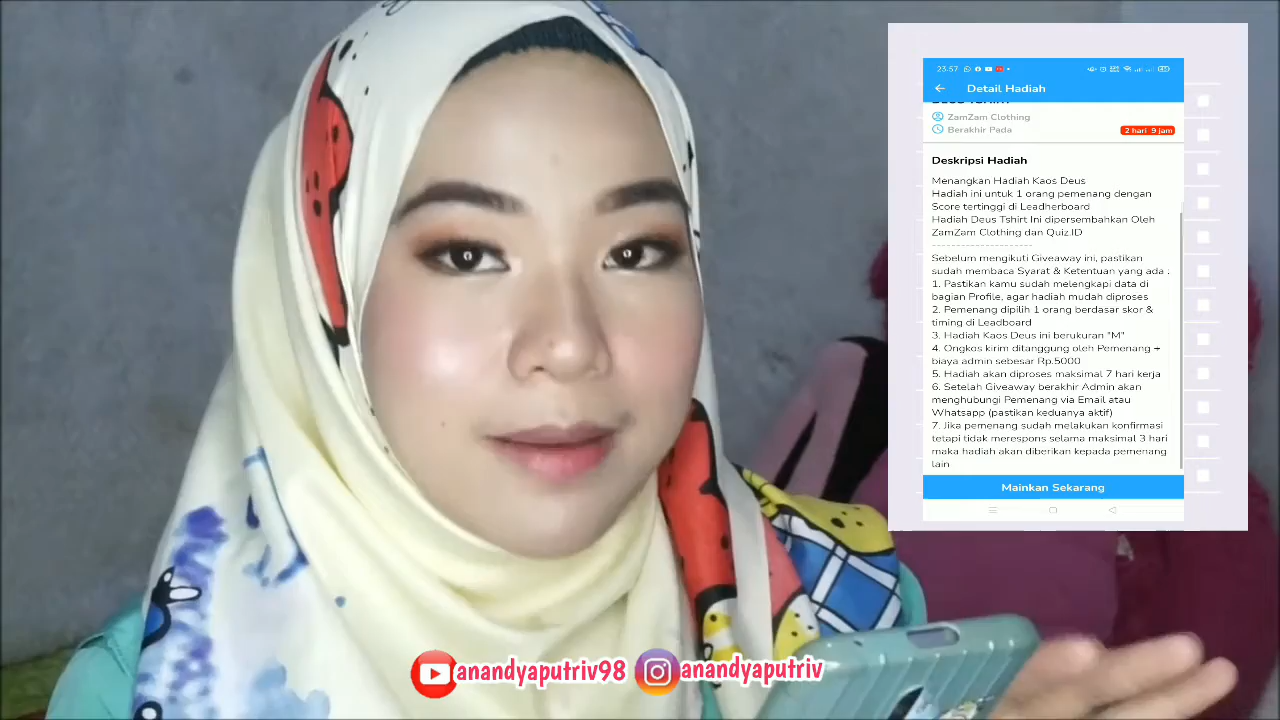 23:57
Detail Hadiah
ZamZam Clothing
Berakhir Pada
2 hari 9 jam
Deskripsi Hadiah
Menangkan Hadiah Kaos Deus
Hadiah ini untuk 1 orang pemenang dengan
Score tertinggi di Leadherboard
Hadiah Deus Tshirt Ini dipersembahkan Oleh
ZamZam Clothing dan Quiz.ID
--------------------
Sebelum mengikuti Giveaway ini, pastikan
sudah membaca Syarat & Ketentuan yang ada :
1. Pastikan kamu sudah melengkapi data di
bagian Profile, agar hadiah mudah diproses
2. Pemenang dipilih 1 orang berdasar skor &
timing di Leadboard
3. Hadiah Kaos Deus ini berukuran "M"
4. Ongkos kirim ditanggung oleh Pemenang +
biaya admin sebesar Rp.5000
5. Hadiah akan diproses maksimal 7 hari kerja
6. Setelah Giveaway berakhir Admin akan
menghubungi Pemenang via Email atau
Whatsapp (pastikan keduanya aktif)
7. Jika pemenang sudah melakukan konfirmasi
tetapi tidak merespons selama maksimal 3 hari
maka hadiah akan diberikan kepada pemenang
lain
Mainkan Sekarang
anandyaputriv98 anandyaputriv